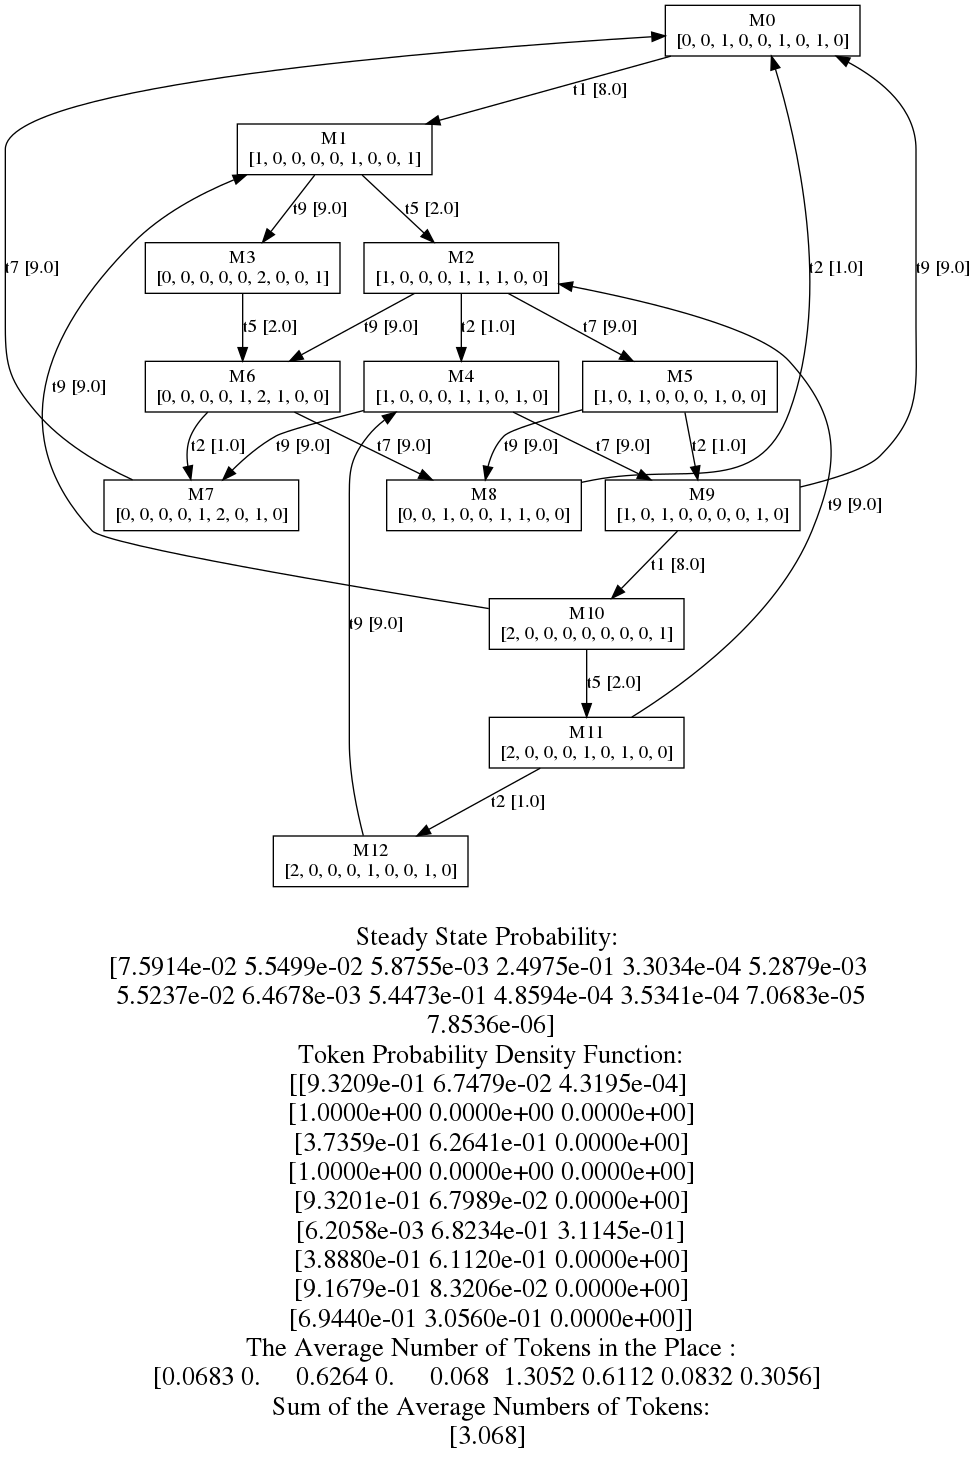 M0
[0, 0, 1, 0, 0, 1, 0, 1, 0]
t1 [8.0]
M1
[1, 0, 0, 0, 0, 1, 0, 0, 1]
t9 [9.0]
t5 [2.0]
M3
[0, 0, 0, 0, 0, 2, 0, 0, 1]
M2
[1, 0, 0, 0, 1, 1, 1, 0, 0]
t7 [9.0]
t2 [1.0]
t9 [9.0]
t5 [2.0]
t9 [9.0]
t2 [1.0]
t7 [9.0]
M6
[0, 0, 0, 0, 1, 2, 1, 0, 0]
M4
[1, 0, 0, 0, 1, 1, 0, 1, 0]
M5
[1, 0, 1, 0, 0, 0, 1, 0, 0]
t9 [9.0]
t2 [1.0]
t9 [9.0]
t7 [9.0]
t9 [9.0]
t7 [9.0]
t2 [1.0]
M7
[0, 0, 0, 0, 1, 2, 0, 1, 0]
M8
[0, 0, 1, 0, 0, 1, 1, 0, 0]
M9
[1, 0, 1, 0, 0, 0, 0, 1, 0]
t9 [9.0]
t1 [8.0]
M10
[2, 0, 0, 0, 0, 0, 0, 0, 1]
t9 [9.0]
t5 [2.0]
M11
[2, 0, 0, 0, 1, 0, 1, 0, 0]
t2 [1.0]
M12
[2, 0, 0, 0, 1, 0, 0, 1, 0]
Steady State Probability:
[7.5914e-02 5.5499e-02 5.8755e-03 2.4975e-01 3.3034e-04 5.2879e-03
5.5237e-02 6.4678e-03 5.4473e-01 4.8594e-04 3.5341e-04 7.0683e-05
7.8536e-06]
Token Probability Density Function:
[[9.3209e-01 6.7479e-02 4.3195e-04]
[1.0000e+00 0.0000e+00 0.0000e+00]
[3.7359e-01 6.2641e-01 0.0000e+00]
[1.0000e+00 0.0000e+00 0.0000e+00]
[9.3201e-01 6.7989e-02 0.0000e+00]
[6.2058e-03 6.8234e-01 3.1145e-01]
[3.8880e-01 6.1120e-01 0.0000e+00]
[9.1679e-01 8.3206e-02 0.0000e+00]
[6.9440e-01 3.0560e-01 0.0000e+00]]
The Average Number of Tokens in the Place :
[0.0683 0. 0.6264 0. 0.068 1.3052 0.6112 0.0832 0.3056]
Sum of the Average Numbers of Tokens:
[3.068]